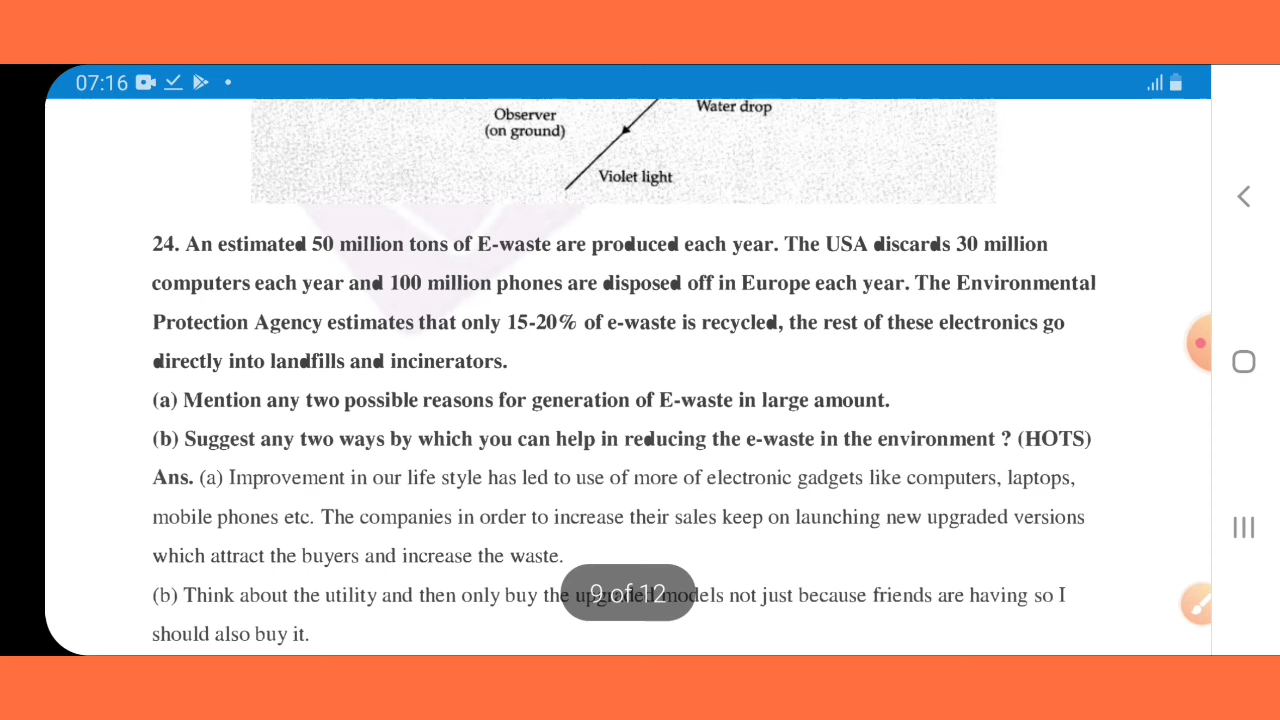 07:16
Observer
(on ground)
Water drop
Violet light
24. An estimated 50 million tons of E-waste are produced each year. The USA discards 30 million
computers each year and 100 million phones are disposed off in Europe each year. The Environmental
Protection Agency estimates that only 15-20% of e-waste is recycled, the rest of these electronics go
directly into landfills and incinerators.
(a) Mention any two possible reasons for generation of E-waste in large amount.
(b) Suggest any two ways by which you can help in reducing the e-waste in the environment ? (HOTS)
Ans. (a) Improvement in our life style has led to use of more of electronic gadgets like computers, laptops,
mobile phones etc. The companies in order to increase their sales keep on launching new upgraded versions
which attract the buyers and increase the waste.
(b) Think about the utility and then only buy the upgraded models not just because friends are having so I
9 of 12
should also buy it.